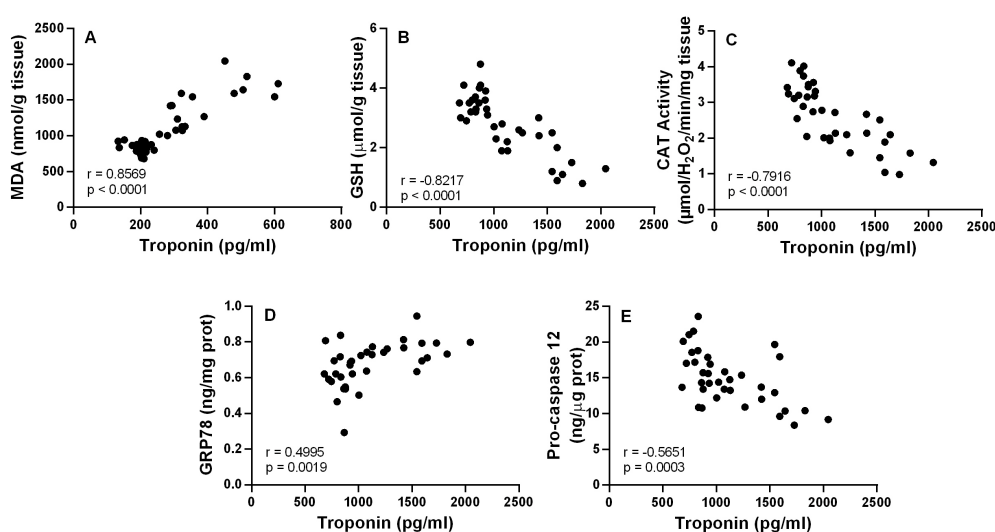 A
MDA (nmol/g tissue)
2500
2000
1500
1000
500
0
r = 0.8569
p < 0.0001
0 200 400 600 800
Troponin (pg/ml)
B
GSH (μmol/g tissue)
6
4
2
0
r = -0.8217
p < 0.0001
0 500 1000 1500 2000 2500
Troponin (pg/ml)
C
CAT Activity
(μmol/H₂O₂/min/mg tissue)
5
4
3
2
1
0
r = -0.7916
p < 0.0001
0 500 1000 1500 2000 2500
Troponin (pg/ml)
D
GRP78 (ng/mg prot)
1.0
0.8
0.6
0.4
0.2
0.0
r = 0.4995
p = 0.0019
0 500 1000 1500 2000 2500
Troponin (pg/ml)
E
Pro-caspase 12
(ng/μg prot)
25
20
15
10
5
0
r = -0.5651
p = 0.0003
0 500 1000 1500 2000 2500
Troponin (pg/ml)